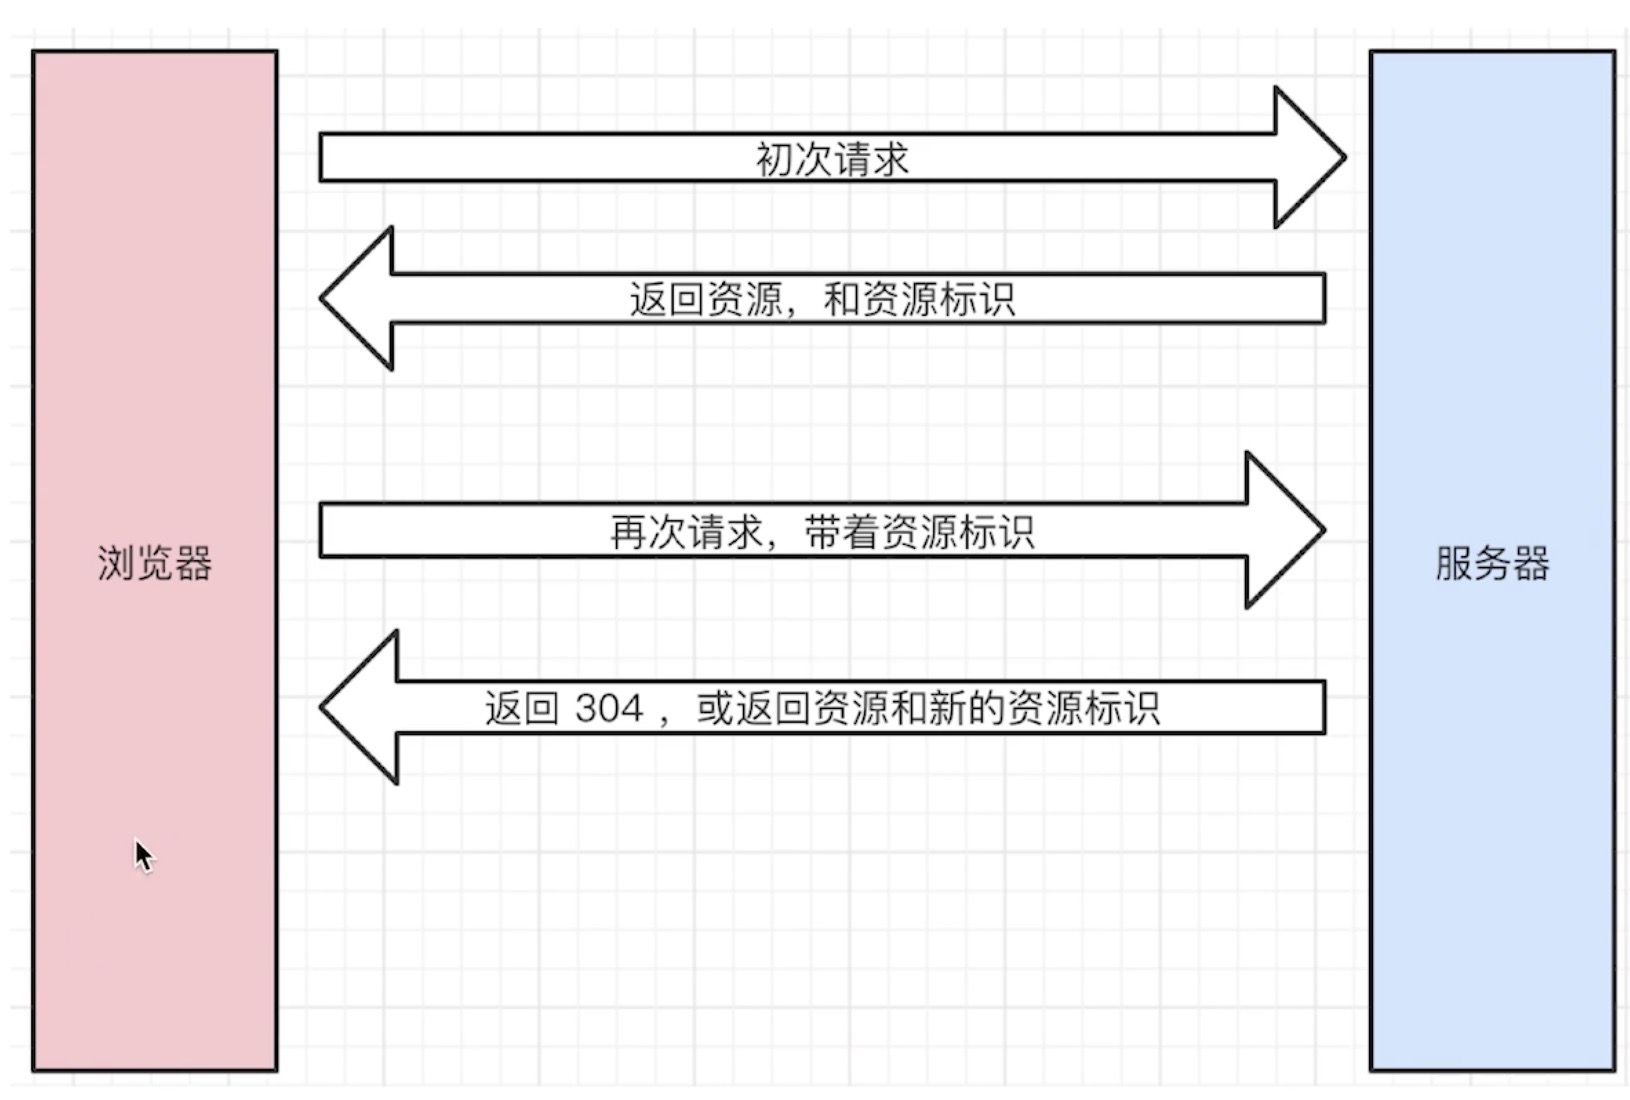 初次请求
返回资源，和资源标识
再次请求，带着资源标识
浏览器
服务器
返回 304 ，或返回资源和新的资源标识